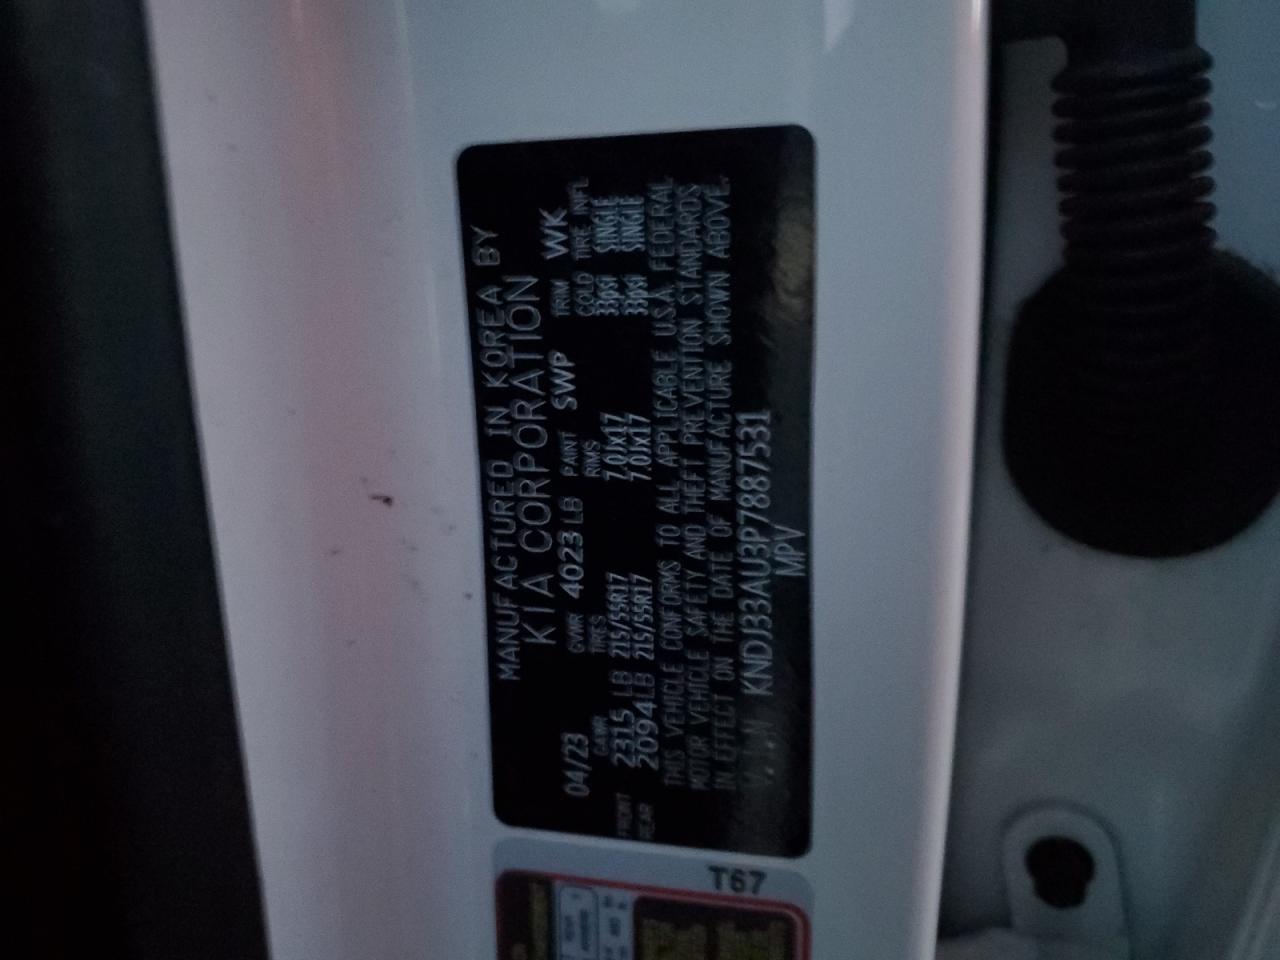 MANUFACTURED IN KOREA BY
KIA CORPORATION
04/23 GVWR 4023 LB PAINT SWP TRIM WK
GAWR TIRES RIMS COLD TIRE INFL.
FRONT 2315 LB 215/55R17 7.0Jx17 33psi SINGLE
REAR 2094LB 215/55R17 7.0Jx17 33psi SINGLE
THIS VEHICLE CONFORMS TO ALL APPLICABLE U.S.A. FEDERAL
MOTOR VEHICLE SAFETY AND THEFT PREVENTION STANDARDS
IN EFFECT ON THE DATE OF MANUFACTURE SHOWN ABOVE.
V.I.N KNDJ33AU3P7887531
MPV
T67